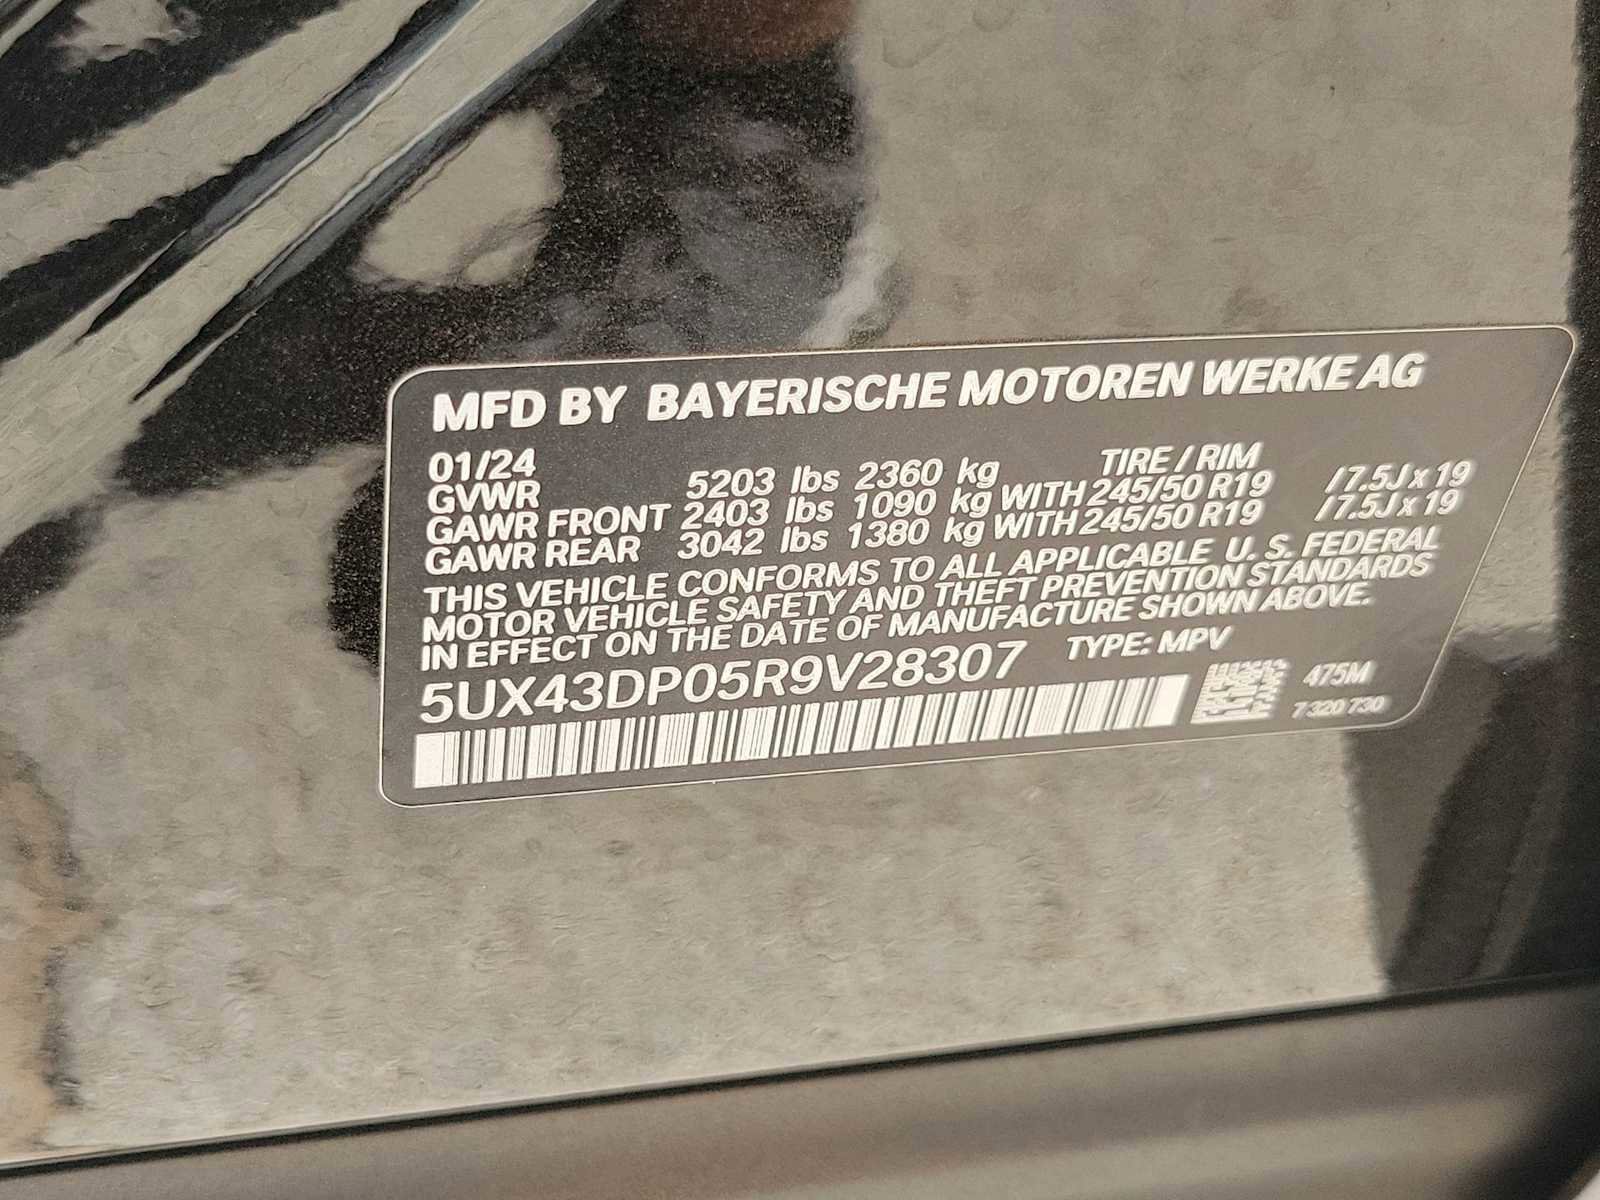 MFD BY BAYERISCHE MOTOREN WERKE AG
01/24 TIRE / RIM
GVWR 5203 lbs 2360 kg
GAWR FRONT 2403 lbs 1090 kg WITH 245/50 R19 /7.5J x 19
GAWR REAR 3042 lbs 1380 kg WITH 245/50 R19 /7.5J x 19
THIS VEHICLE CONFORMS TO ALL APPLICABLE U. S. FEDERAL
MOTOR VEHICLE SAFETY AND THEFT PREVENTION STANDARDS
IN EFFECT ON THE DATE OF MANUFACTURE SHOWN ABOVE.
5UX43DP05R9V28307 TYPE: MPV
475M
7 320 730